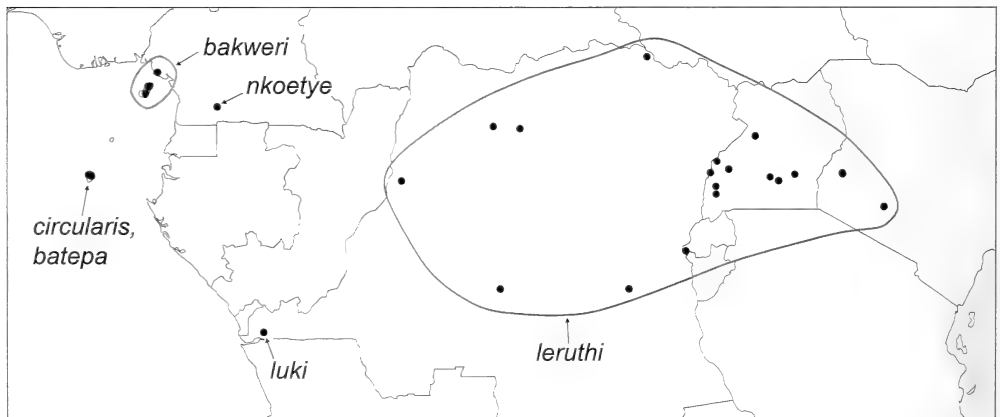 bakweri
nkoetye
circularis,
batepa
leruthi
luki